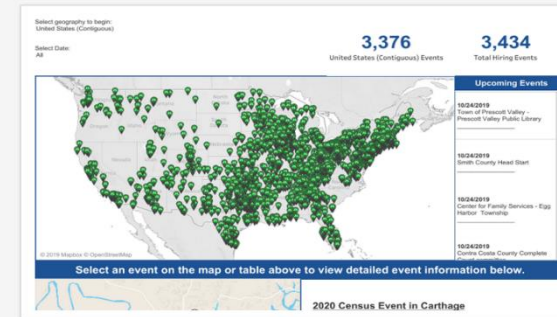 Select geography to begin:
United States (Contiguous)
Select Date:
All
3,376
United States (Contiguous) Events
3,434
Total Hiring Events
Upcoming Events
10/24/2019
Town of Prescott Valley -
Prescott Valley Public Library
10/24/2019
Smith County Head Start
10/24/2019
Center for Family Services - Egg
Harbor Township
10/24/2019
Contra Costa County Complete
© 2019 Mapbox © OpenStreetMap
Select an event on the map or table above to view detailed event information below.
2020 Census Event in Carthage